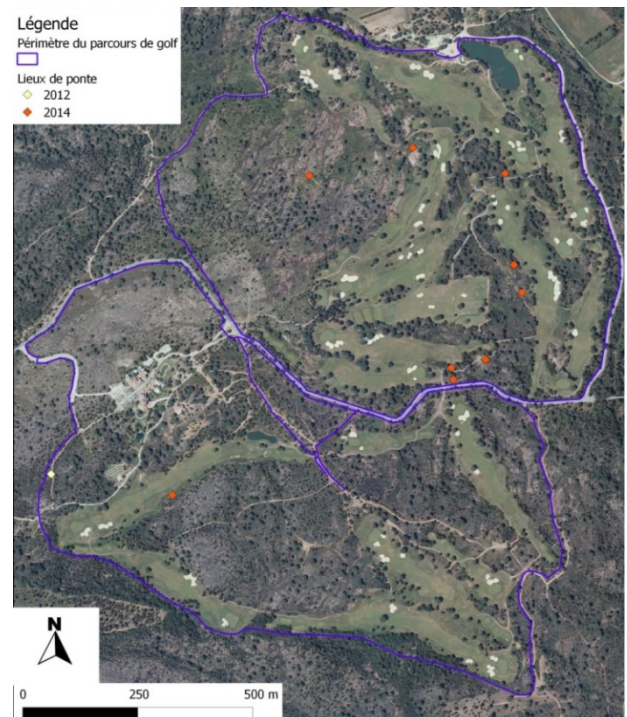 Légende
Périmètre du parcours de golf
Lieux de ponte
2012
2014
N
0 250 500 m